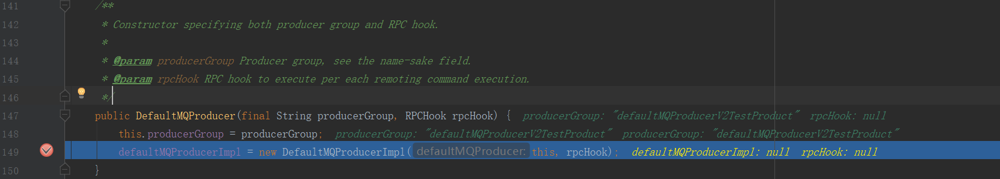 141 /**
142 * Constructor specifying both producer group and RPC hook.
143 *
144 * @param producerGroup Producer group, see the name-sake field.
145 * @param rpcHook RPC hook to execute per each remoting command execution.
146 */
147 public DefaultMQProducer(final String producerGroup, RPCHook rpcHook) { producerGroup: "defaultMQProducerV2TestProduct" rpcHook: null
148 this.producerGroup = producerGroup; producerGroup: "defaultMQProducerV2TestProduct" producerGroup: "defaultMQProducerV2TestProduct"
149 defaultMQProducerImpl = new DefaultMQProducerImpl( defaultMQProducer: this, rpcHook); defaultMQProducerImpl: null rpcHook: null
150 }